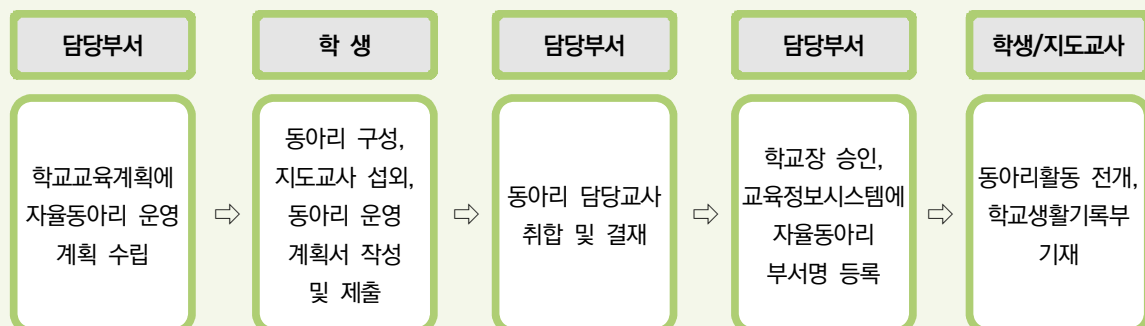 담당부서
학교교육계획에
자율동아리 운영
계획 수립
⇨
학 생
동아리 구성,
지도교사 섭외,
동아리 운영
계획서 작성
및 제출
⇨
담당부서
동아리 담당교사
취합 및 결재
⇨
담당부서
학교장 승인,
교육정보시스템에
자율동아리
부서명 등록
⇨
학생/지도교사
동아리활동 전개,
학교생활기록부
기재